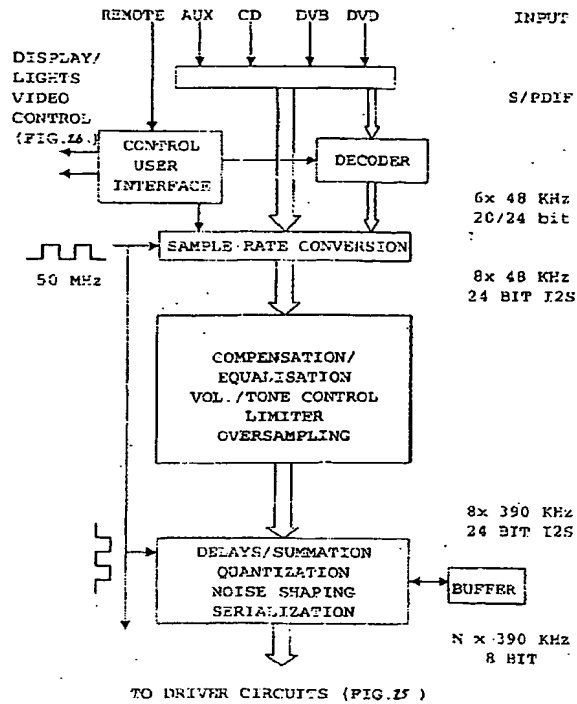 REMOTE AUX CD DVB DVD INPUT
DISPLAY/
LIGHTS
VIDEO
CONTROL
(FIG.26.)
S/PDIF
CONTROL
USER
INTERFACE
DECODER
6x 48 KHz
20/24 bit
SAMPLE RATE CONVERSION
50 MHz
8x 48 KHz
24 BIT I2S
COMPENSATION/
EQUALISATION
VOL./TONE CONTROL
LIMITER
OVERSAMPLING
8x 390 KHz
24 BIT I2S
DELAYS/SUMMATION
QUANTIZATION
NOISE SHAPING
SERIALIZATION
BUFFER
N x 390 KHz
8 BIT
TO DRIVER CIRCUITS (FIG.25 )